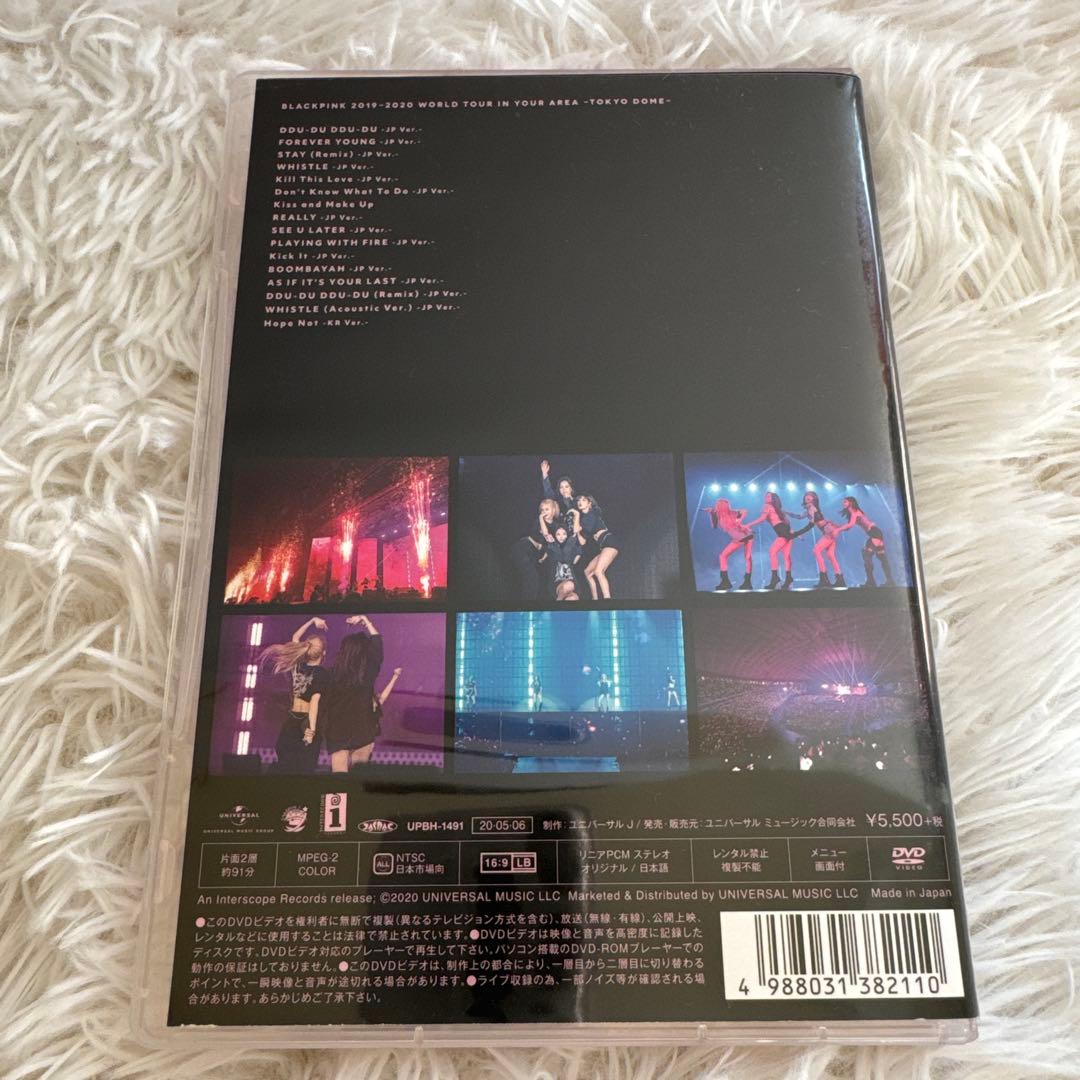 BLACKPINK 2019-2020 WORLD TOUR IN YOUR AREA -TOKYO DOME-
DDU-DU DDU-DU -JP Ver.-
FOREVER YOUNG -JP Ver.-
STAY (Remix) -JP Ver.-
WHISTLE -JP Ver.-
Kill This Love -JP Ver.-
Don't Know What To Do -JP Ver.-
Kiss and Make Up
REALLY -JP Ver.-
SEE U LATER -JP Ver.-
PLAYING WITH FIRE -JP Ver.-
Kick It -JP Ver.-
BOOMBAYAH -JP Ver.-
AS IF IT'S YOUR LAST -JP Ver.-
DDU-DU DDU-DU (Remix) -JP Ver.-
WHISTLE (Acoustic Ver.) -JP Ver.-
Hope Not -KR Ver.-
UNIVERSAL
UNIVERSAL MUSIC GROUP
JASRAC
UPBH-1491 20・05・06 制作:ユニバーサル J / 発売・販売元:ユニバーサル ミュージック合同会社 ¥5,500+税
片面2層 MPEG-2 ALL NTSC 16:9 LB リニアPCM ステレオ レンタル禁止 メニュー DVD
約91分 COLOR 日本市場向 オリジナル / 日本語 複製不能 画面付 VIDEO
An Interscope Records release; ©2020 UNIVERSAL MUSIC LLC Marketed & Distributed by UNIVERSAL MUSIC LLC Made in Japan
●このDVDビデオを権利者に無断で複製(異なるテレビジョン方式を含む)、放送(無線・有線)、公開上映、
レンタルなどに使用することは法律で禁止されています。●DVDビデオは映像と音声を高密度に記録した
ディスクです。DVDビデオ対応のプレーヤーで再生して下さい。パソコン搭載のDVD-ROMプレーヤーでの
動作の保証はしておりません。●このDVDビデオは、制作上の都合により、一層目から二層目に切り替わる
ポイントで、一瞬映像と音声が途切れる場合があります。●ライブ収録の為、一部ノイズ等が確認される場
合があります。あらかじめご了承下さい。
4 988031 382110